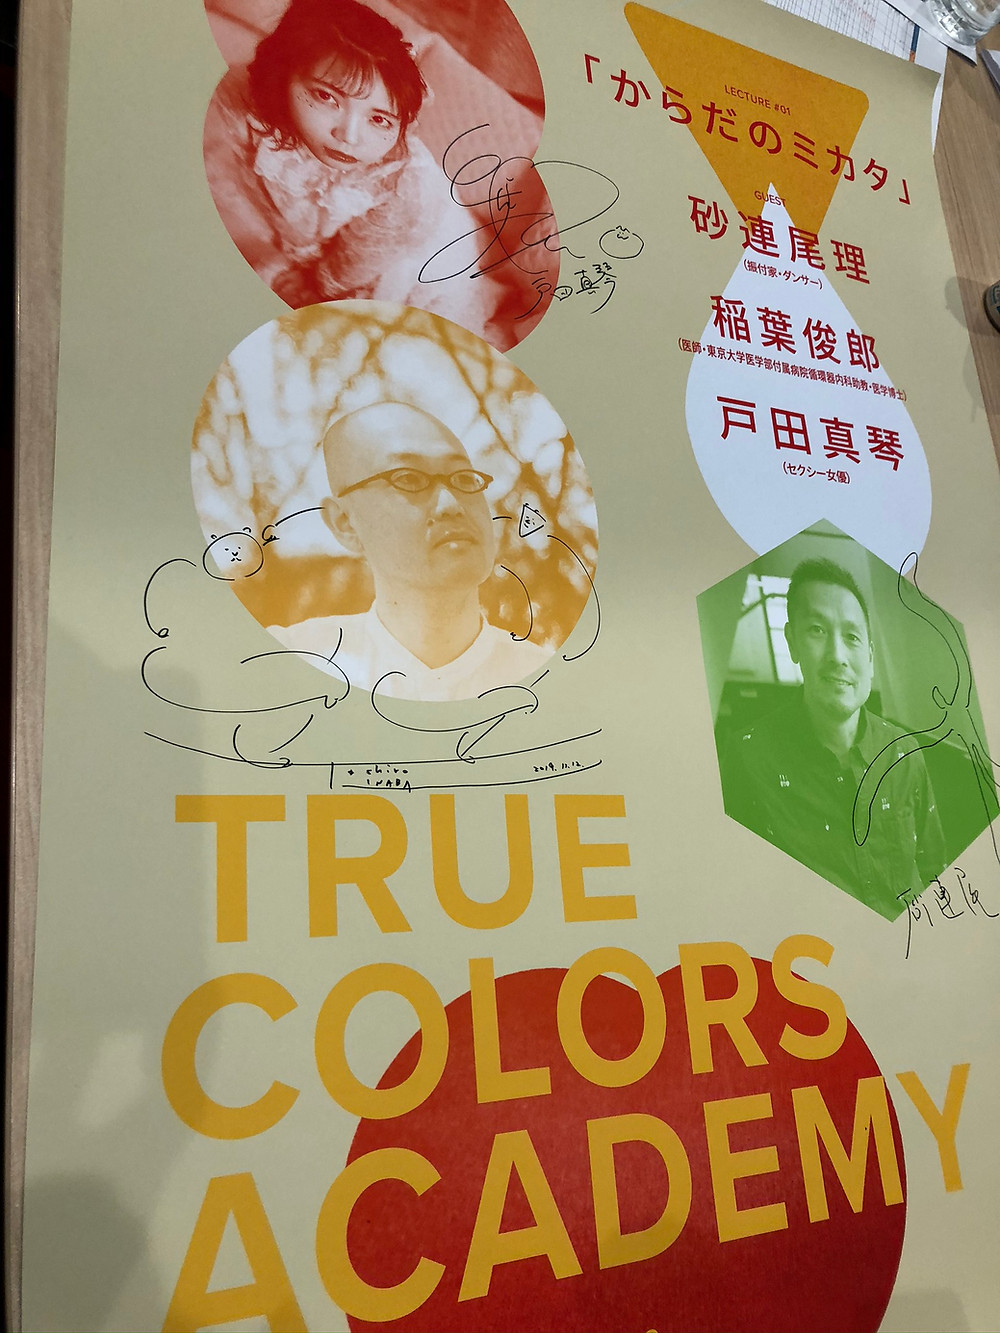 LECTURE #01
「からだのミカタ」
GUEST
砂連尾理
(振付家・ダンサー)
稲葉俊郎
(医師・東京大学医学部付属病院循環器内科助教・医学博士)
戸田真琴
(セクシー女優)
戸田真琴
INABA
2019.11.12.
砂連尾
TRUE
COLORS
ACADEMY